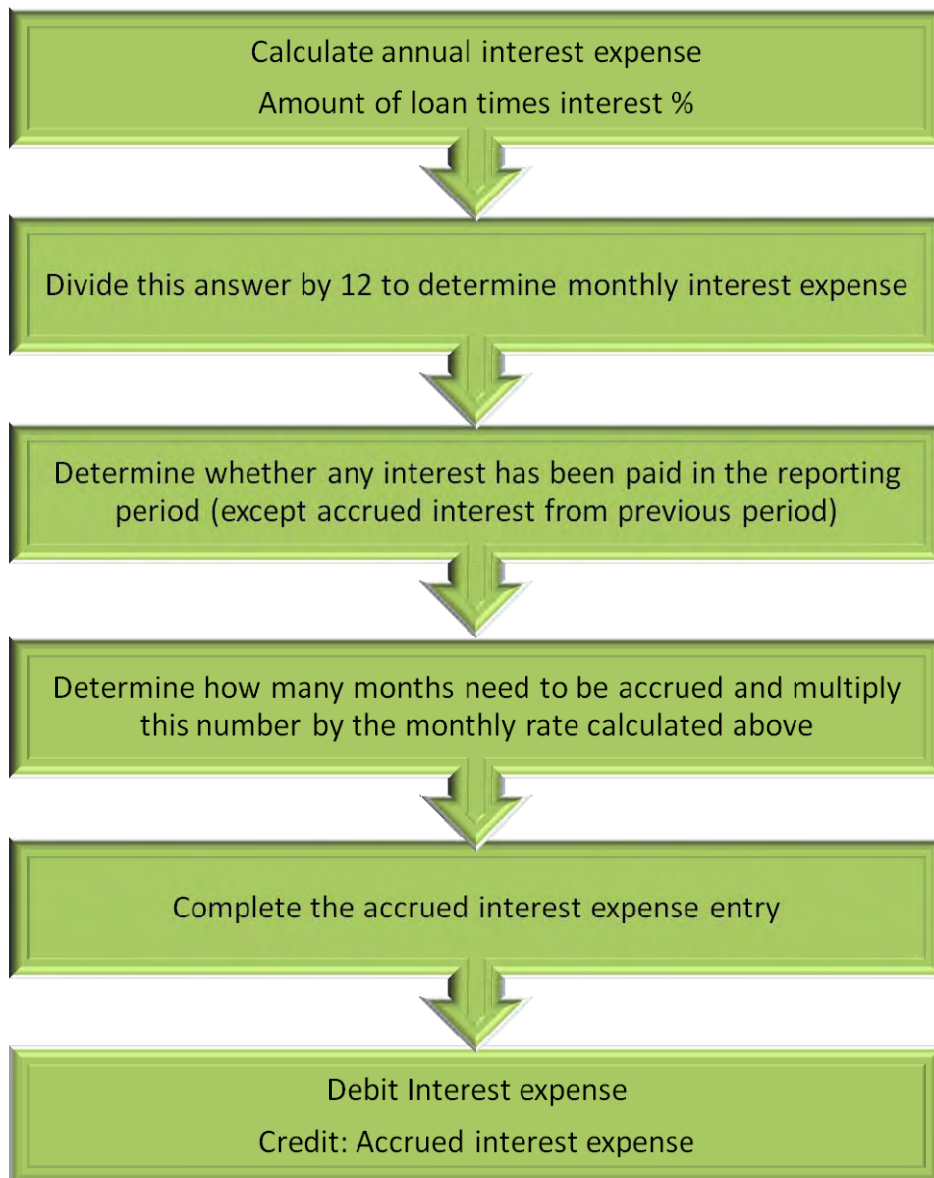 Calculate annual interest expense
Amount of loan times interest %
Divide this answer by 12 to determine monthly interest expense
Determine whether any interest has been paid in the reporting
period (except accrued interest from previous period)
Determine how many months need to be accrued and multiply
this number by the monthly rate calculated above
Complete the accrued interest expense entry
Debit Interest expense
Credit: Accrued interest expense